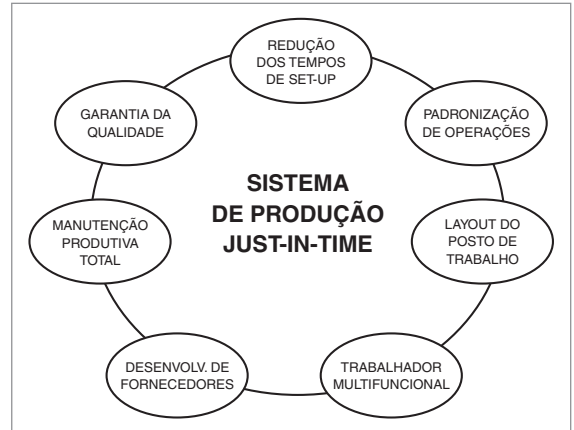 REDUÇÃO
DOS TEMPOS
DE SET-UP
GARANTIA DA
QUALIDADE
PADRONIZAÇÃO
DE OPERAÇÕES
SISTEMA
DE PRODUÇÃO
JUST-IN-TIME
MANUTENÇÃO
PRODUTIVA
TOTAL
LAYOUT DO
POSTO DE
TRABALHO
DESENVOLV. DE
FORNECEDORES
TRABALHADOR
MULTIFUNCIONAL